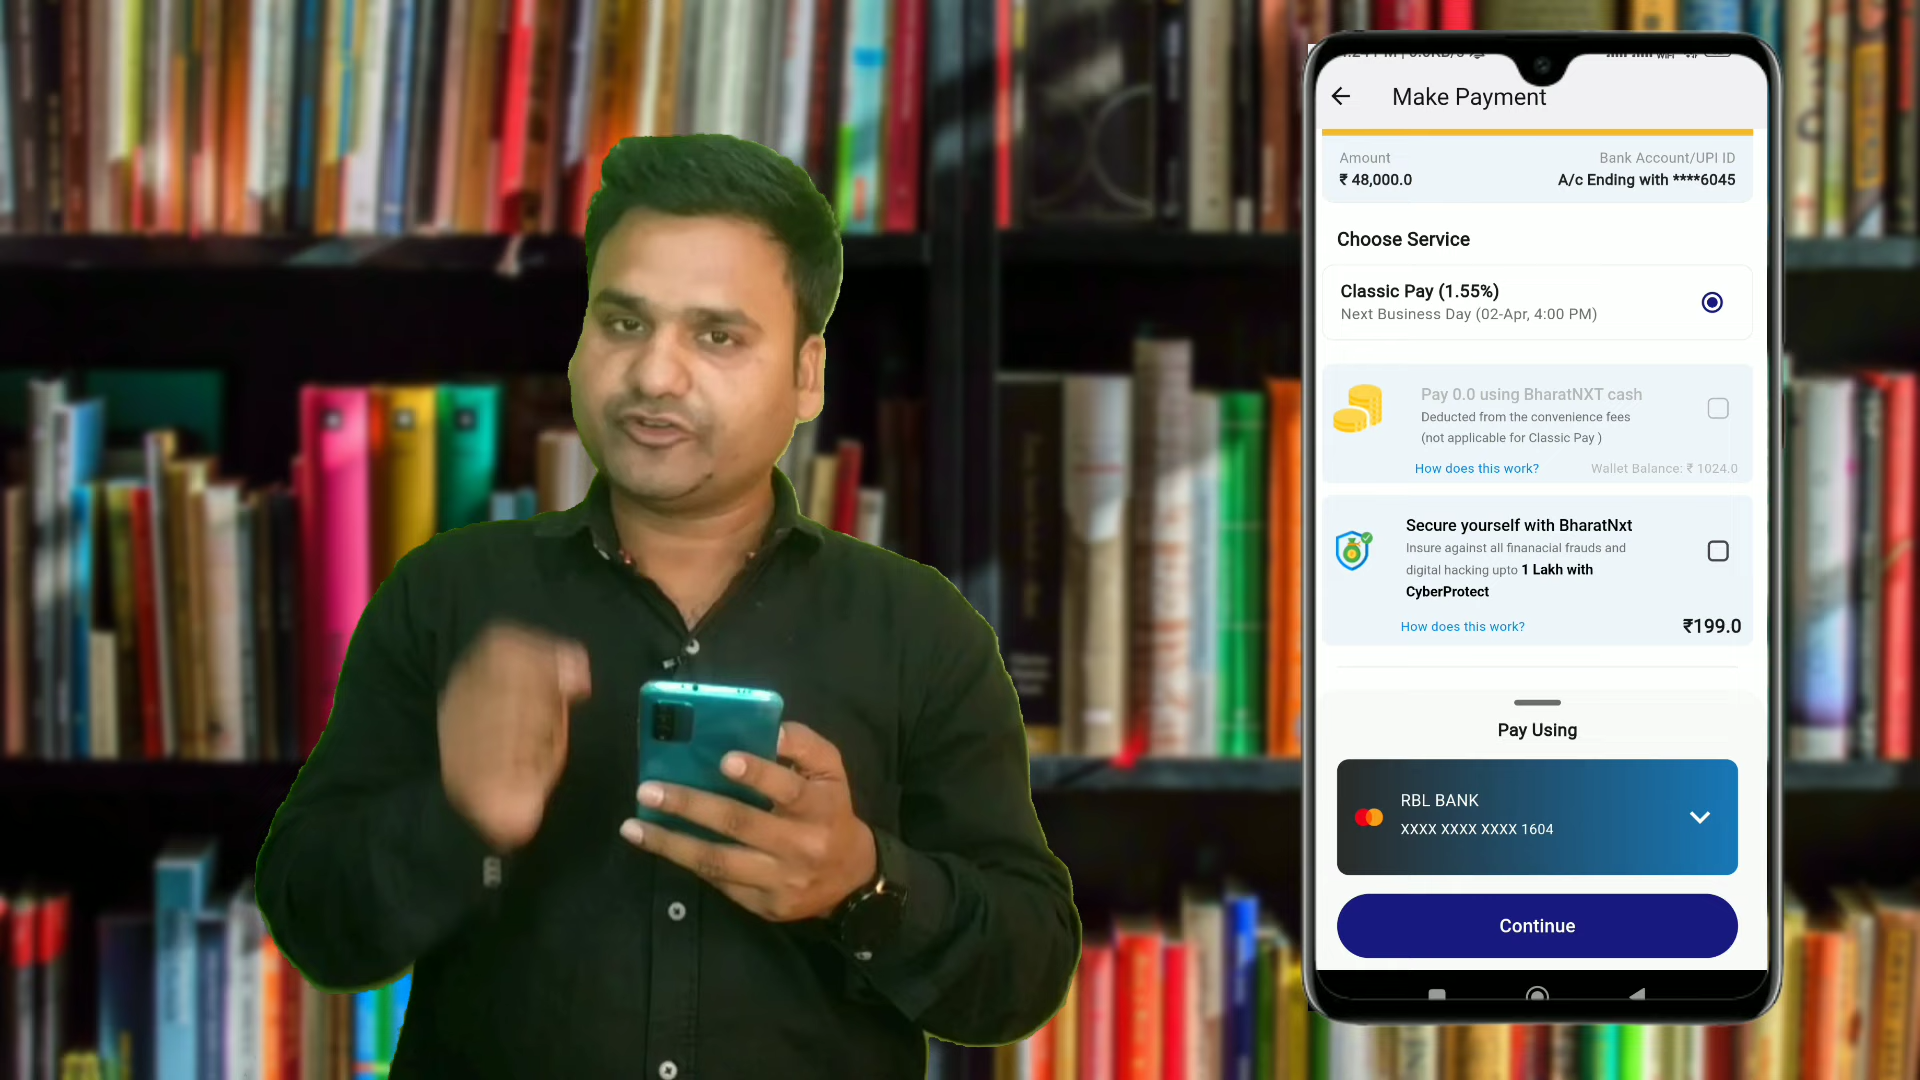 Make Payment
Amount
Bank Account/UPI ID
₹ 48,000.0
A/c Ending with ****6045
Choose Service
Classic Pay (1.55%)
Next Business Day (02-Apr, 4:00 PM)
Pay 0.0 using BharatNXT cash
Deducted from the convenience fees
(not applicable for Classic Pay )
How does this work?
Wallet Balance: ₹ 1024.0
Secure yourself with BharatNxt
Insure against all finanacial frauds and
digital hacking upto 1 Lakh with
CyberProtect
How does this work?
₹199.0
Pay Using
RBL BANK
XXXX XXXX XXXX 1604
Continue